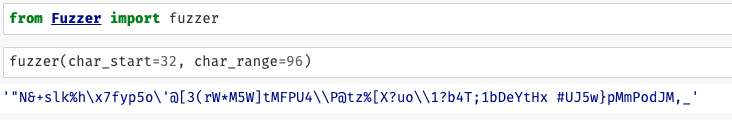 from Fuzzer import fuzzer
fuzzer(char_start=32, char_range=96)
'"N&+slk%h\x7fyp5o\'@[3(rW*M5W]tMFPU4\\P@tz%[X?uo\\1?b4T;1bDeYtHx #UJ5w}pMmPodJM,_'